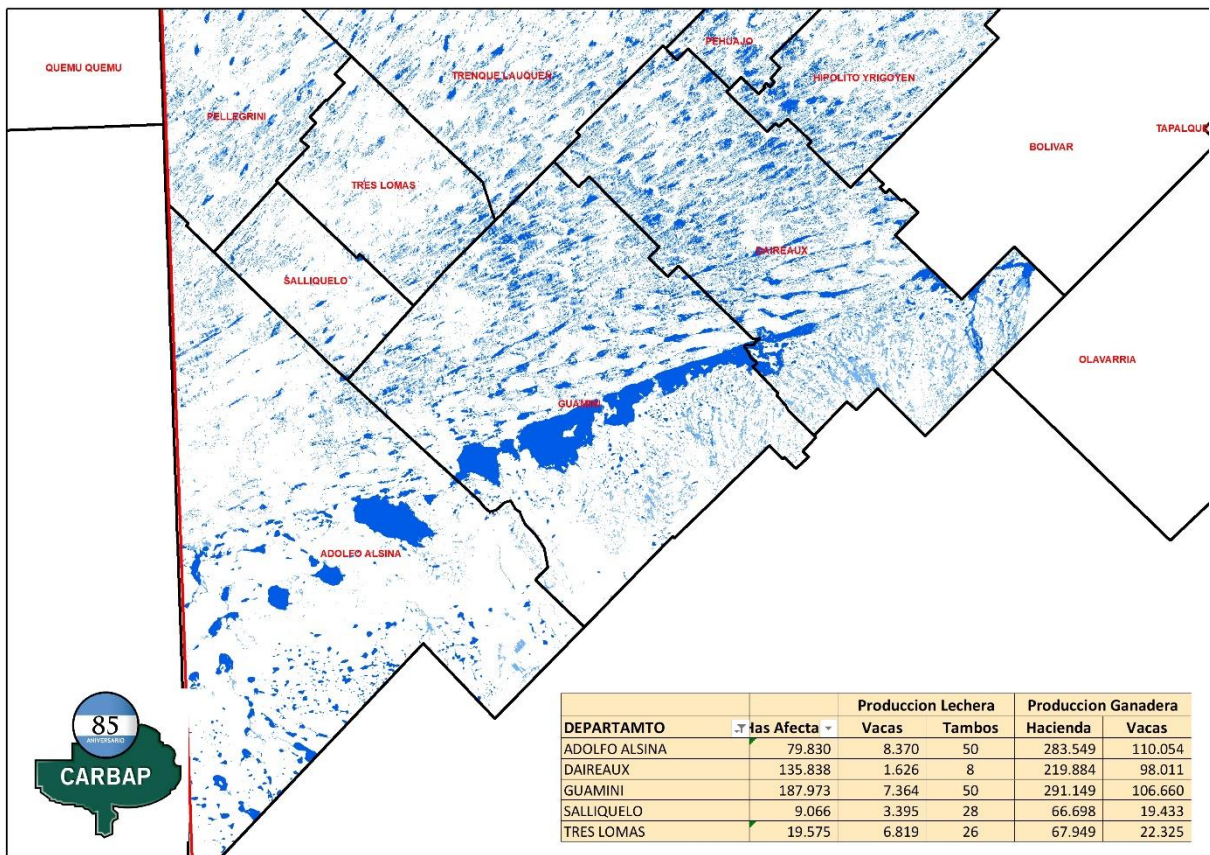 PEHUAJO
QUEMU QUEMU
TRENQUE LAUQUEN
HIPOLITO YRIGOYEN
PELLEGRINI
TAPALQUE
BOLIVAR
TRES LOMAS
DAIREAUX
SALLIQUELO
OLAVARRIA
GUAMINI
ADOLFO ALSINA
85
ANIVERSARIO
CARBAP
Produccion Lechera Produccion Ganadera
DEPARTAMTO Has Afecta Vacas Tambos Hacienda Vacas
ADOLFO ALSINA 79.830 8.370 50 283.549 110.054
DAIREAUX 135.838 1.626 8 219.884 98.011
GUAMINI 187.973 7.364 50 291.149 106.660
SALLIQUELO 9.066 3.395 28 66.698 19.433
TRES LOMAS 19.575 6.819 26 67.949 22.325